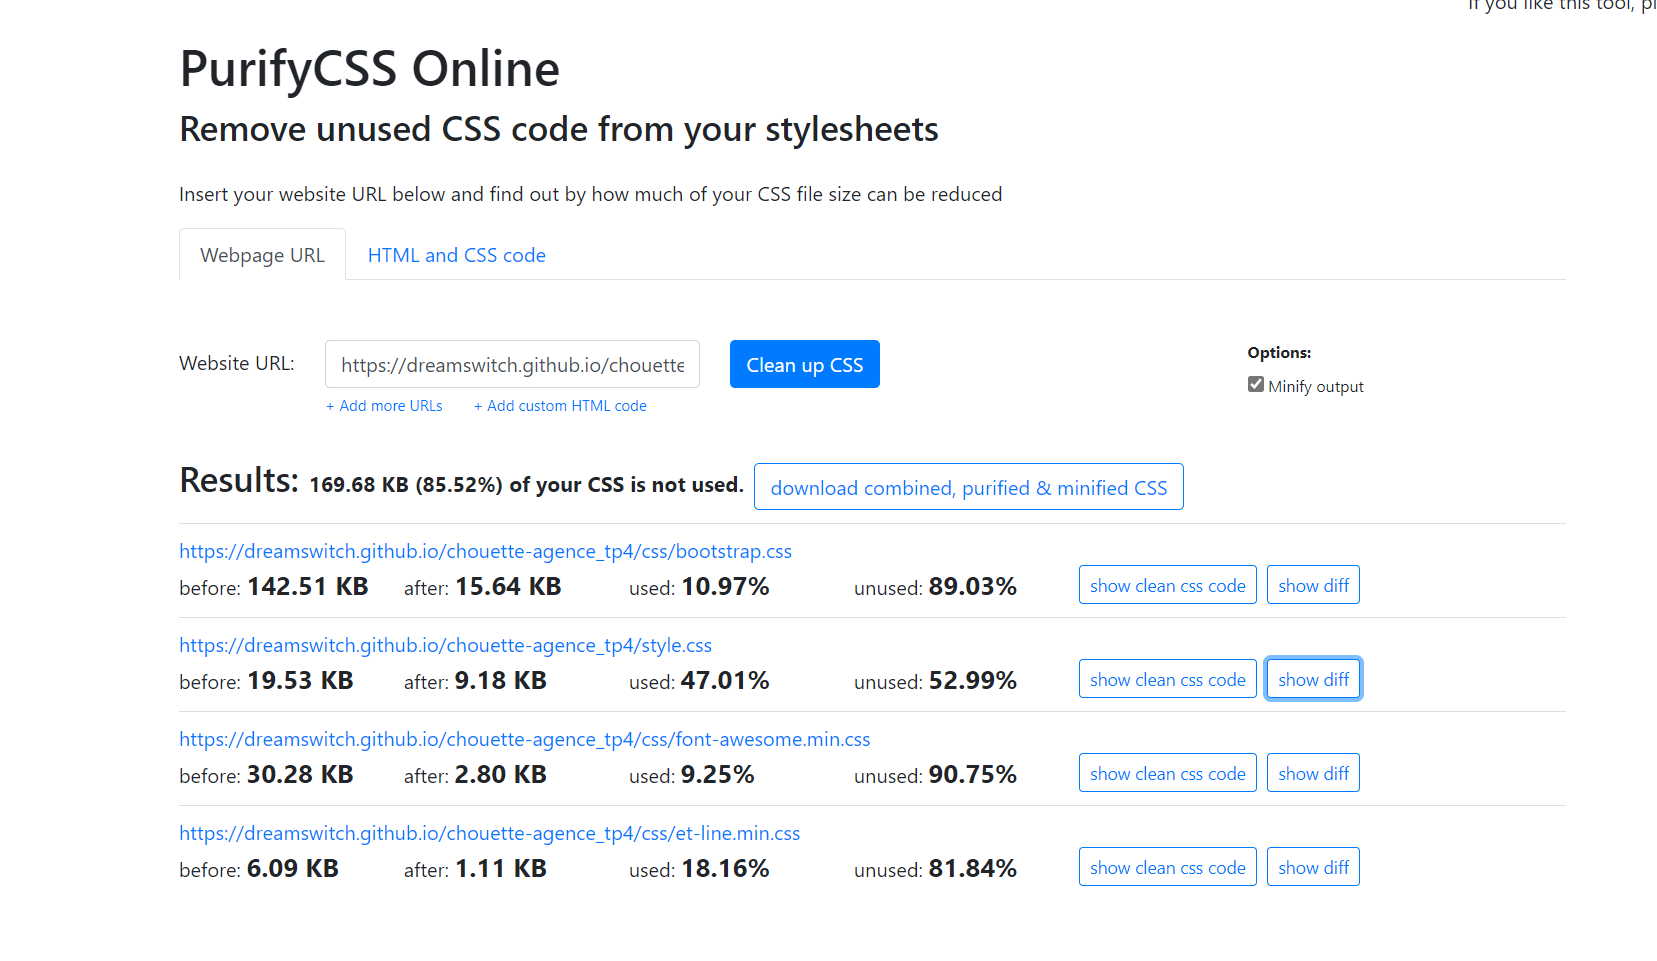 If you like this tool, pl
PurifyCSS Online
Remove unused CSS code from your stylesheets
Insert your website URL below and find out by how much of your CSS file size can be reduced
Webpage URL HTML and CSS code
Website URL: https://dreamswitch.github.io/chouette Clean up CSS Options:
Minify output
+ Add more URLs + Add custom HTML code
Results: 169.68 KB (85.52%) of your CSS is not used. download combined, purified & minified CSS
https://dreamswitch.github.io/chouette-agence_tp4/css/bootstrap.css
before: 142.51 KB after: 15.64 KB used: 10.97% unused: 89.03% show clean css code show diff
https://dreamswitch.github.io/chouette-agence_tp4/style.css
before: 19.53 KB after: 9.18 KB used: 47.01% unused: 52.99% show clean css code show diff
https://dreamswitch.github.io/chouette-agence_tp4/css/font-awesome.min.css
before: 30.28 KB after: 2.80 KB used: 9.25% unused: 90.75% show clean css code show diff
https://dreamswitch.github.io/chouette-agence_tp4/css/et-line.min.css
before: 6.09 KB after: 1.11 KB used: 18.16% unused: 81.84% show clean css code show diff